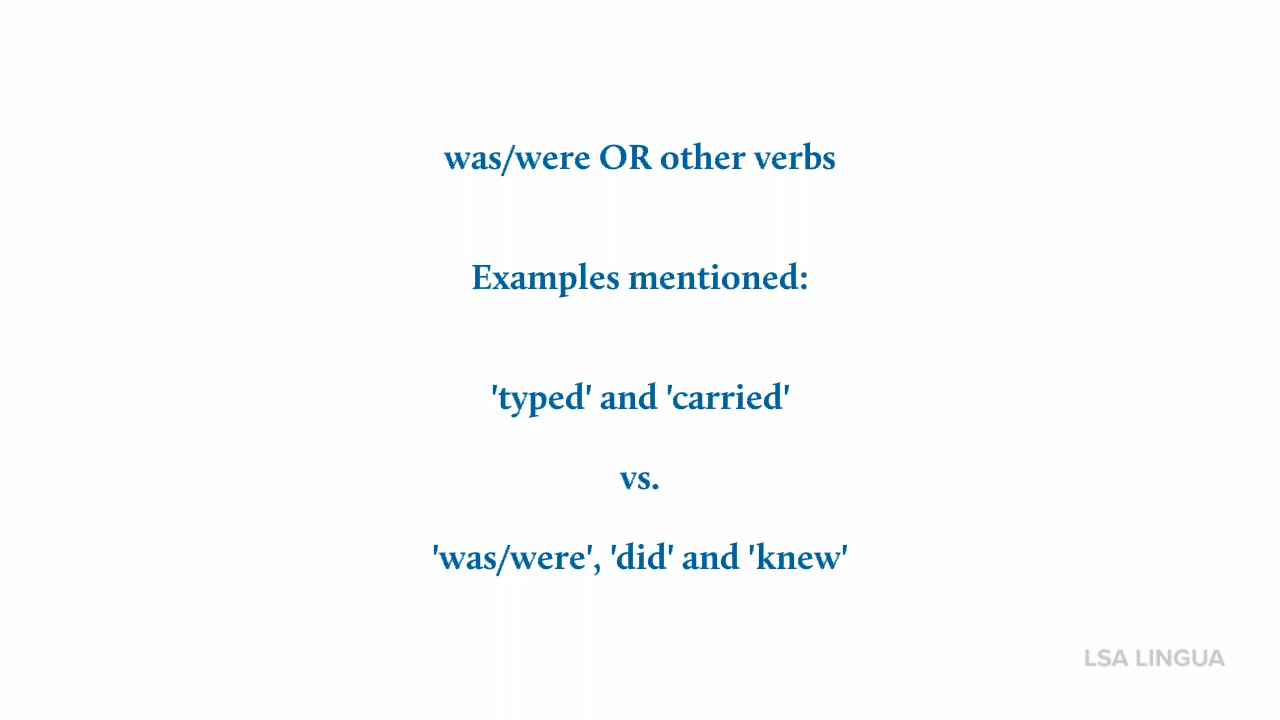 was/were OR other verbs
Examples mentioned:
'typed' and 'carried'
vs.
'was/were', 'did' and 'knew'
LSA LINGUA